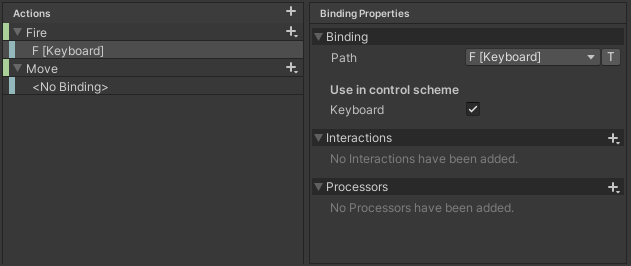 Actions
Fire
F [Keyboard]
Move
<No Binding>
Binding Properties
Binding
Path F [Keyboard] T
Use in control scheme
Keyboard
Interactions
No Interactions have been added.
Processors
No Processors have been added.